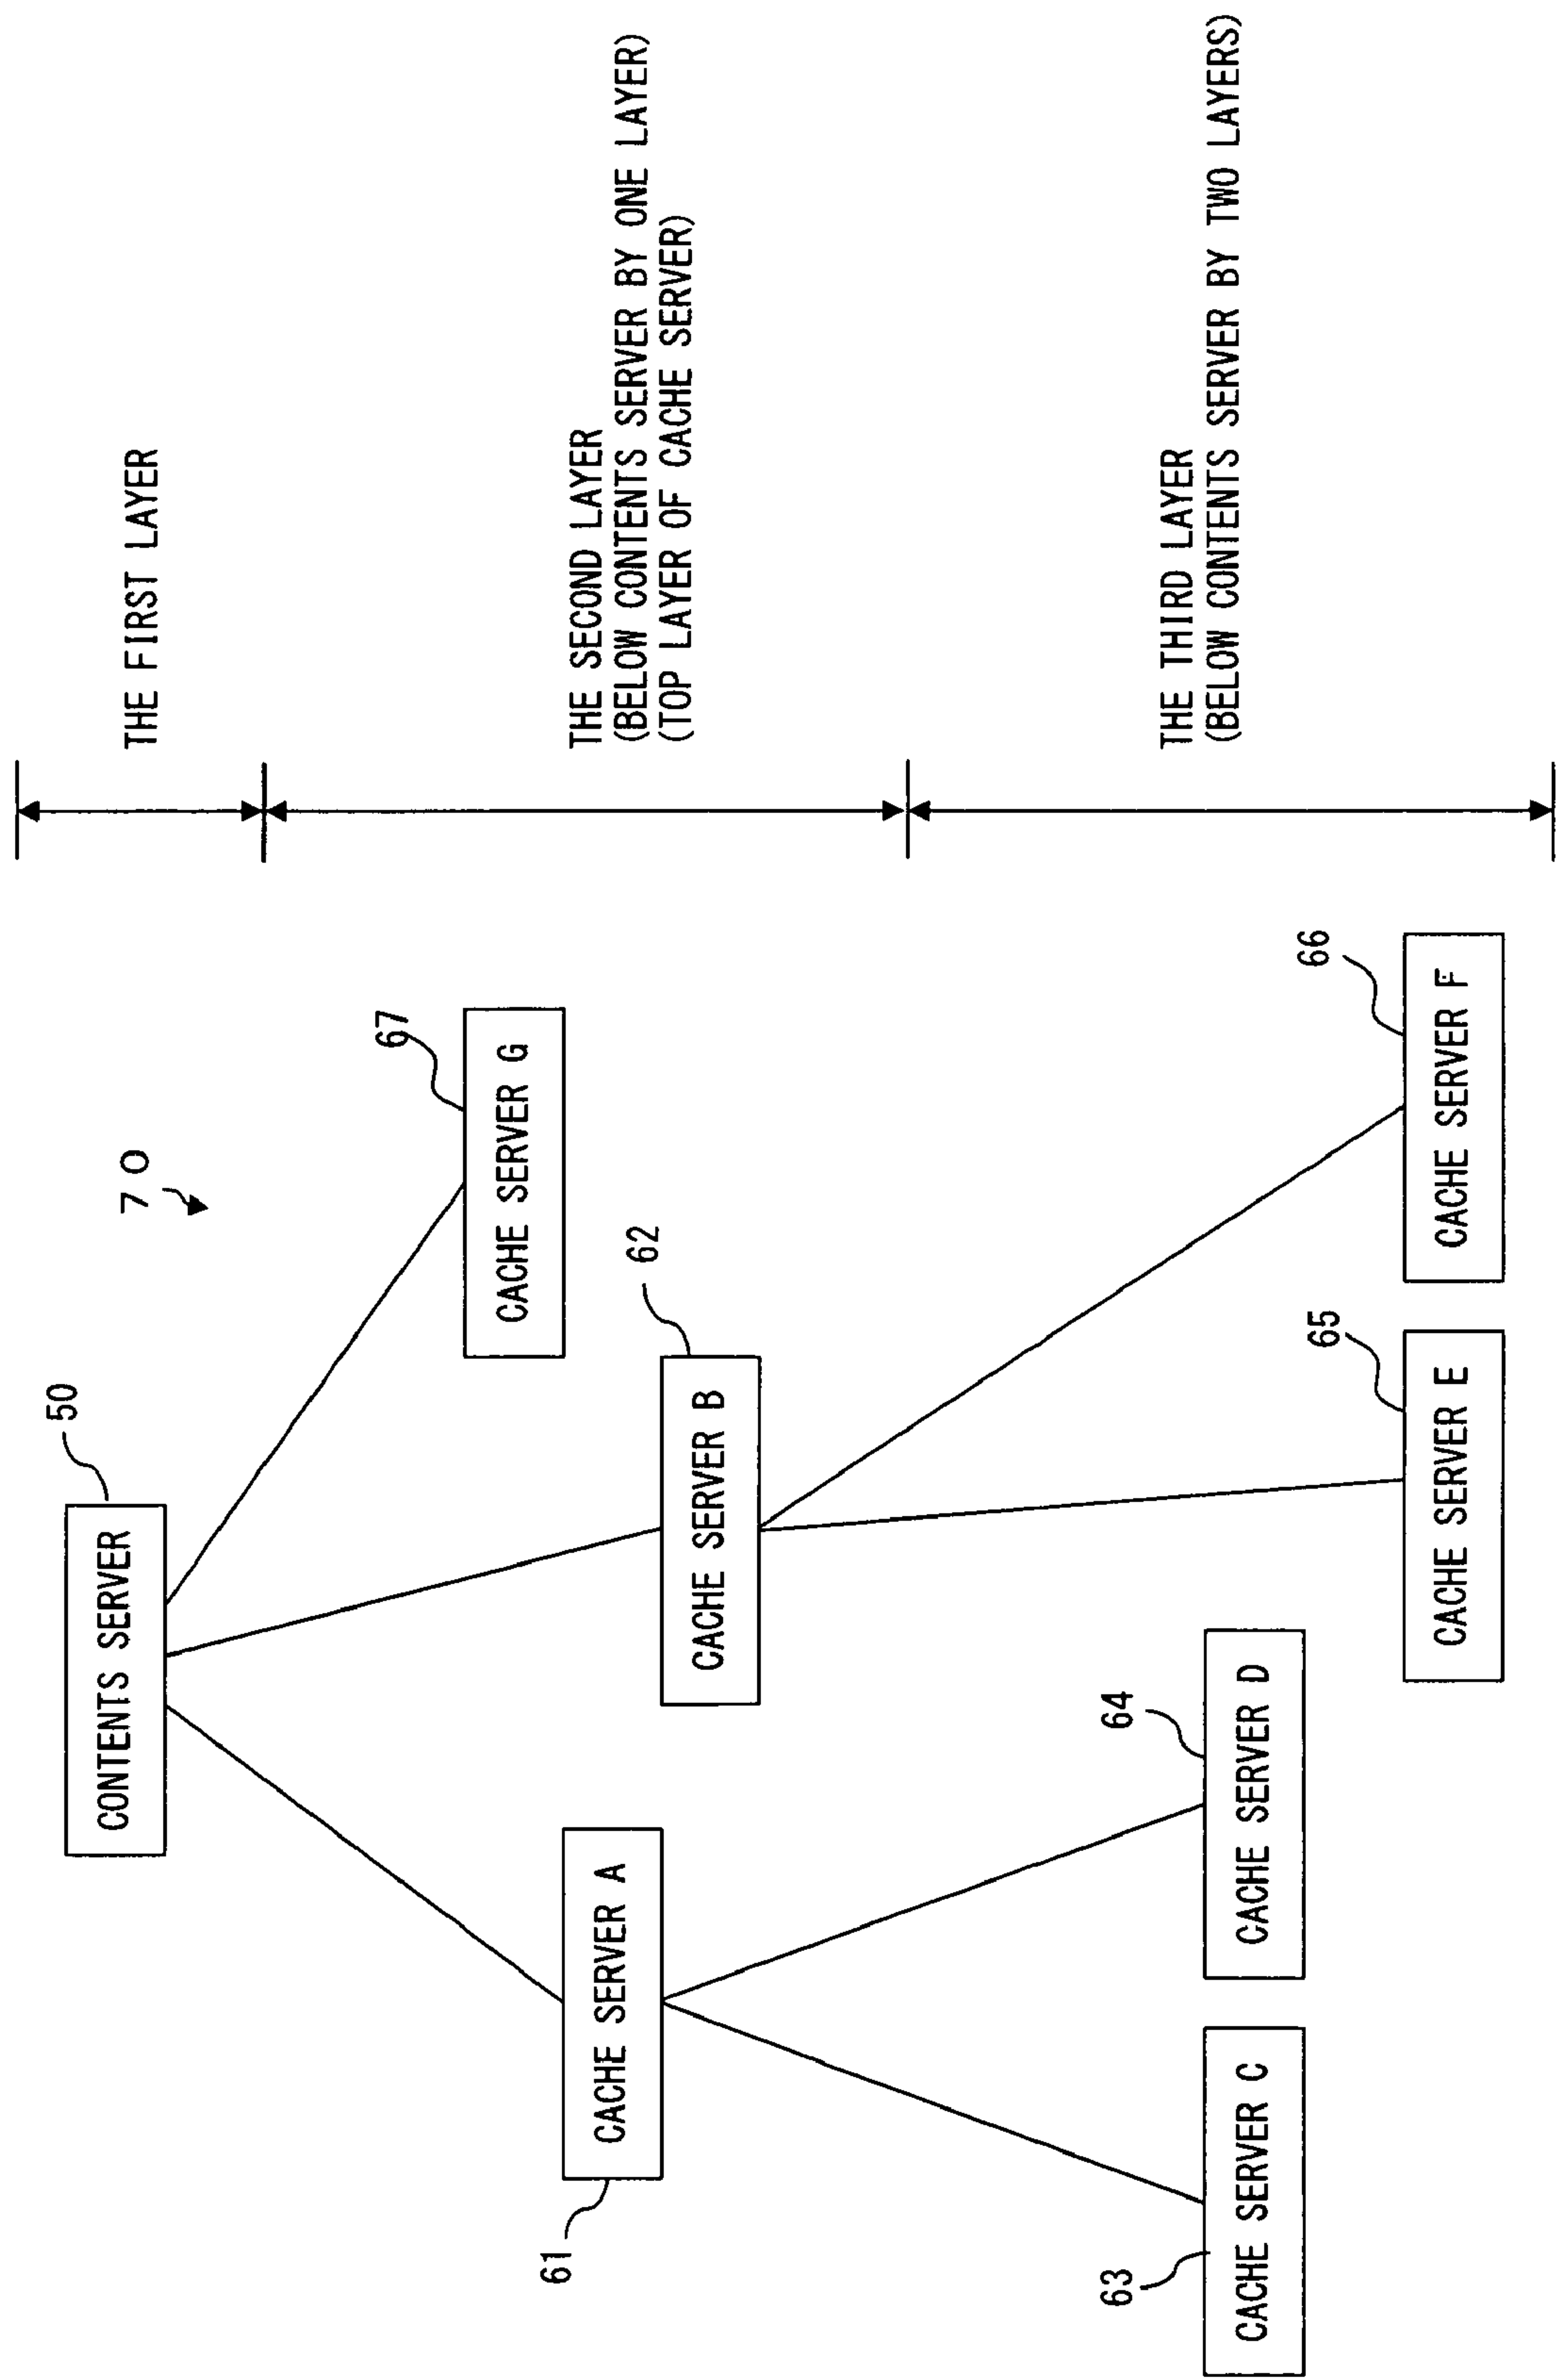 70
50
CONTENTS SERVER
THE FIRST LAYER
67
CACHE SERVER G
61
CACHE SERVER A
62
CACHE SERVER B
THE SECOND LAYER
(BELOW CONTENTS SERVER BY ONE LAYER)
(TOP LAYER OF CACHE SERVER)
63
CACHE SERVER C
64
CACHE SERVER D
65
CACHE SERVER E
66
CACHE SERVER F
THE THIRD LAYER
(BELOW CONTENTS SERVER BY TWO LAYERS)